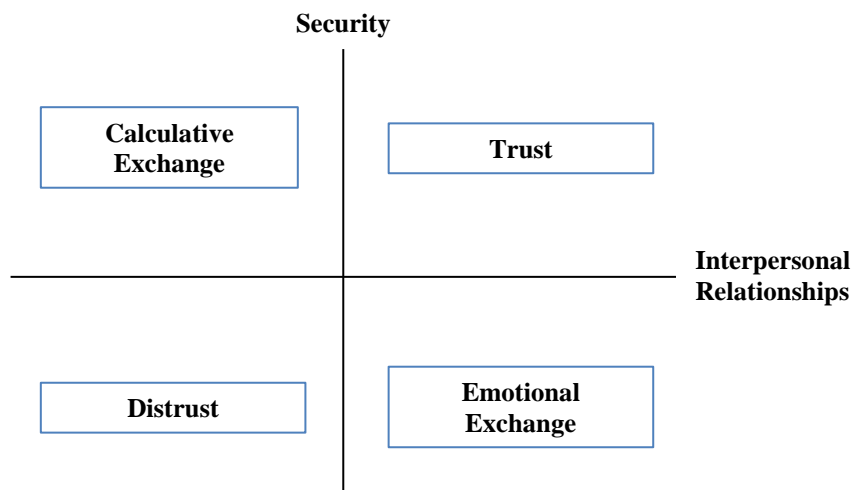 Security
Calculative
Exchange
Trust
Interpersonal
Relationships
Distrust
Emotional
Exchange